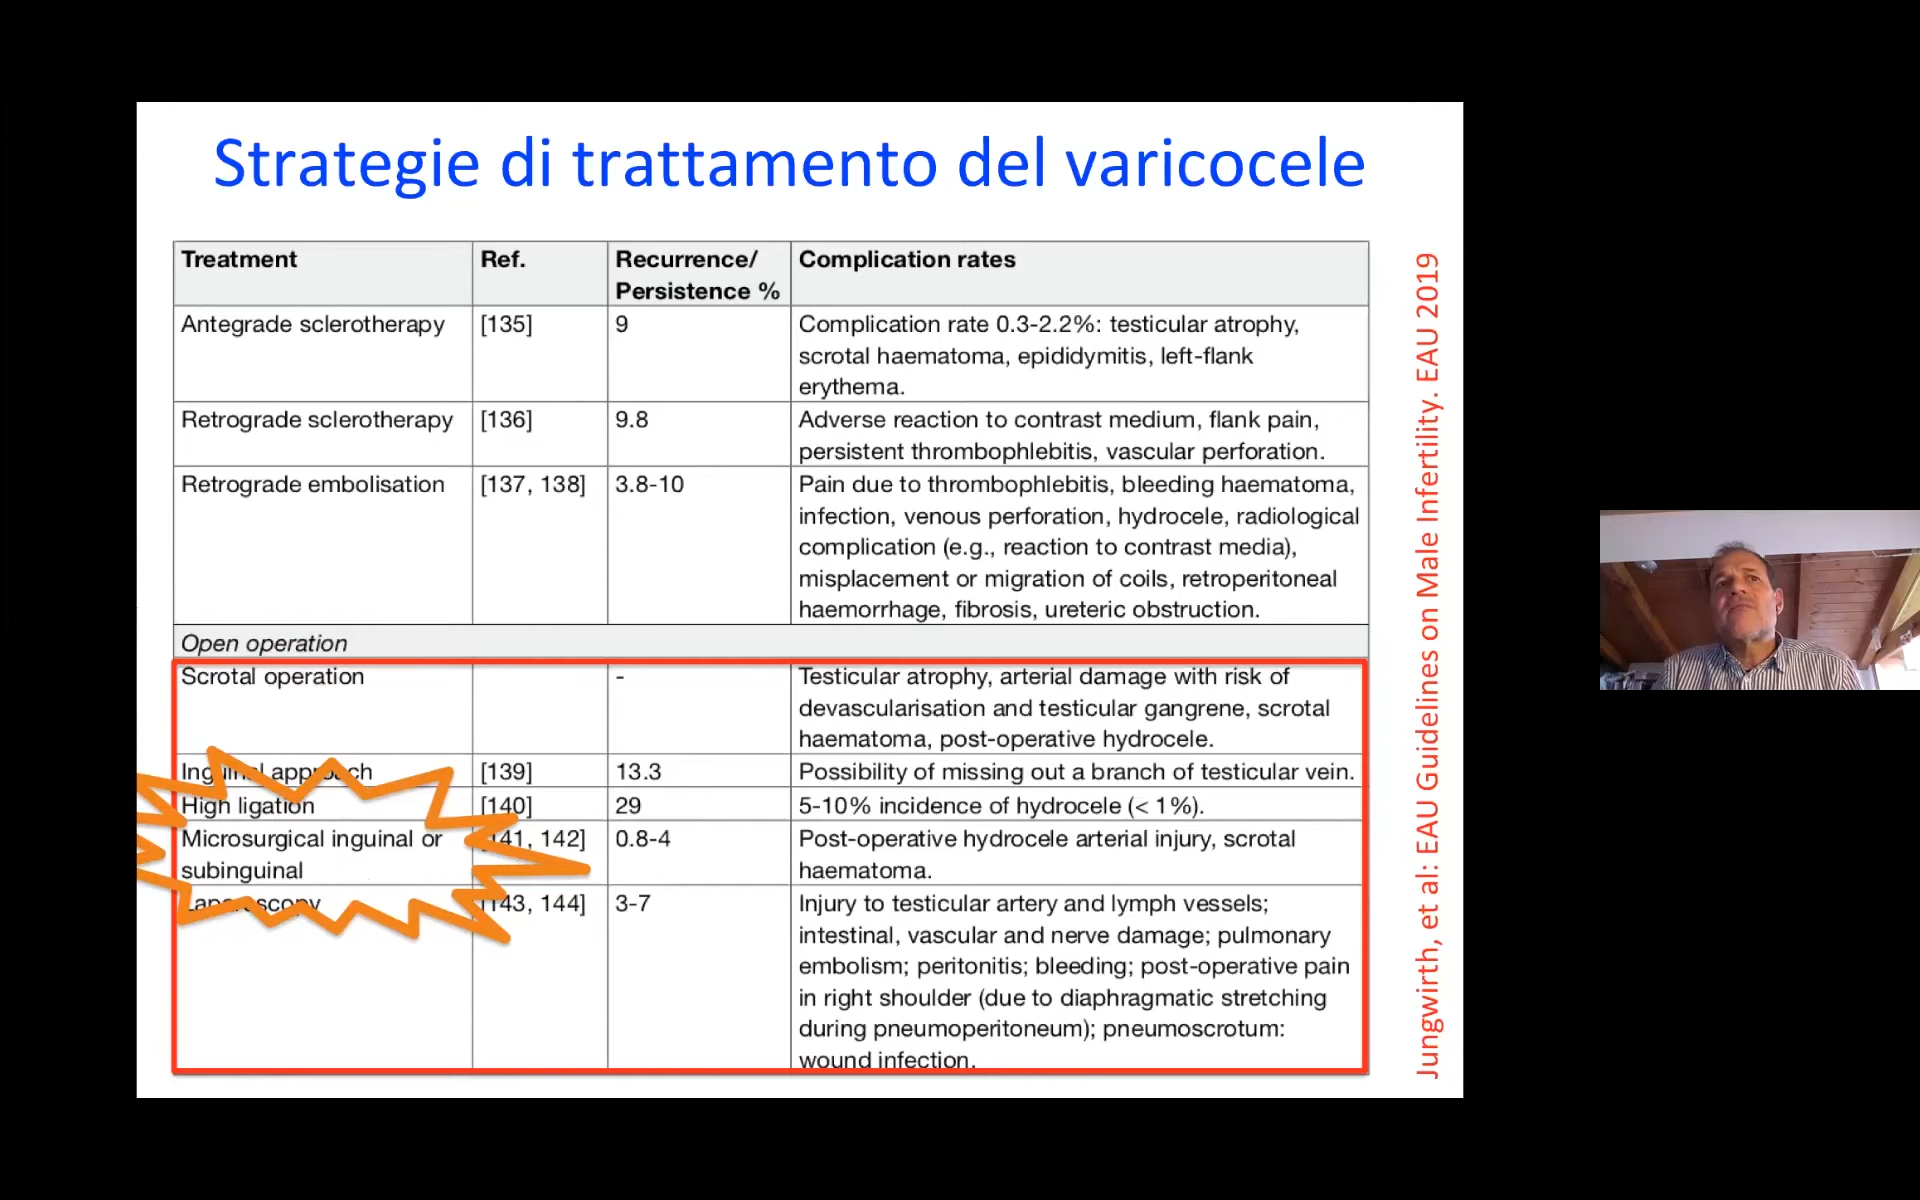 Strategie di trattamento del varicocele
Treatment Ref. Recurrence/ Complication rates
Persistence %
Antegrade sclerotherapy [135] 9 Complication rate 0.3-2.2%: testicular atrophy,
scrotal haematoma, epididymitis, left-flank
erythema.
Retrograde sclerotherapy [136] 9.8 Adverse reaction to contrast medium, flank pain,
persistent thrombophlebitis, vascular perforation.
Retrograde embolisation [137, 138] 3.8-10 Pain due to thrombophlebitis, bleeding haematoma,
infection, venous perforation, hydrocele, radiological
complication (e.g., reaction to contrast media),
misplacement or migration of coils, retroperitoneal
haemorrhage, fibrosis, ureteric obstruction.
Open operation
Scrotal operation - Testicular atrophy, arterial damage with risk of
devascularisation and testicular gangrene, scrotal
haematoma, post-operative hydrocele.
Inguinal approach [139] 13.3 Possibility of missing out a branch of testicular vein.
High ligation [140] 29 5-10% incidence of hydrocele (< 1%).
Microsurgical inguinal or [141, 142] 0.8-4 Post-operative hydrocele arterial injury, scrotal
subinguinal haematoma.
Laparoscopy [143, 144] 3-7 Injury to testicular artery and lymph vessels;
intestinal, vascular and nerve damage; pulmonary
embolism; peritonitis; bleeding; post-operative pain
in right shoulder (due to diaphragmatic stretching
during pneumoperitoneum); pneumoscrotum:
wound infection.
Jungwirth, et al: EAU Guidelines on Male Infertility. EAU 2019